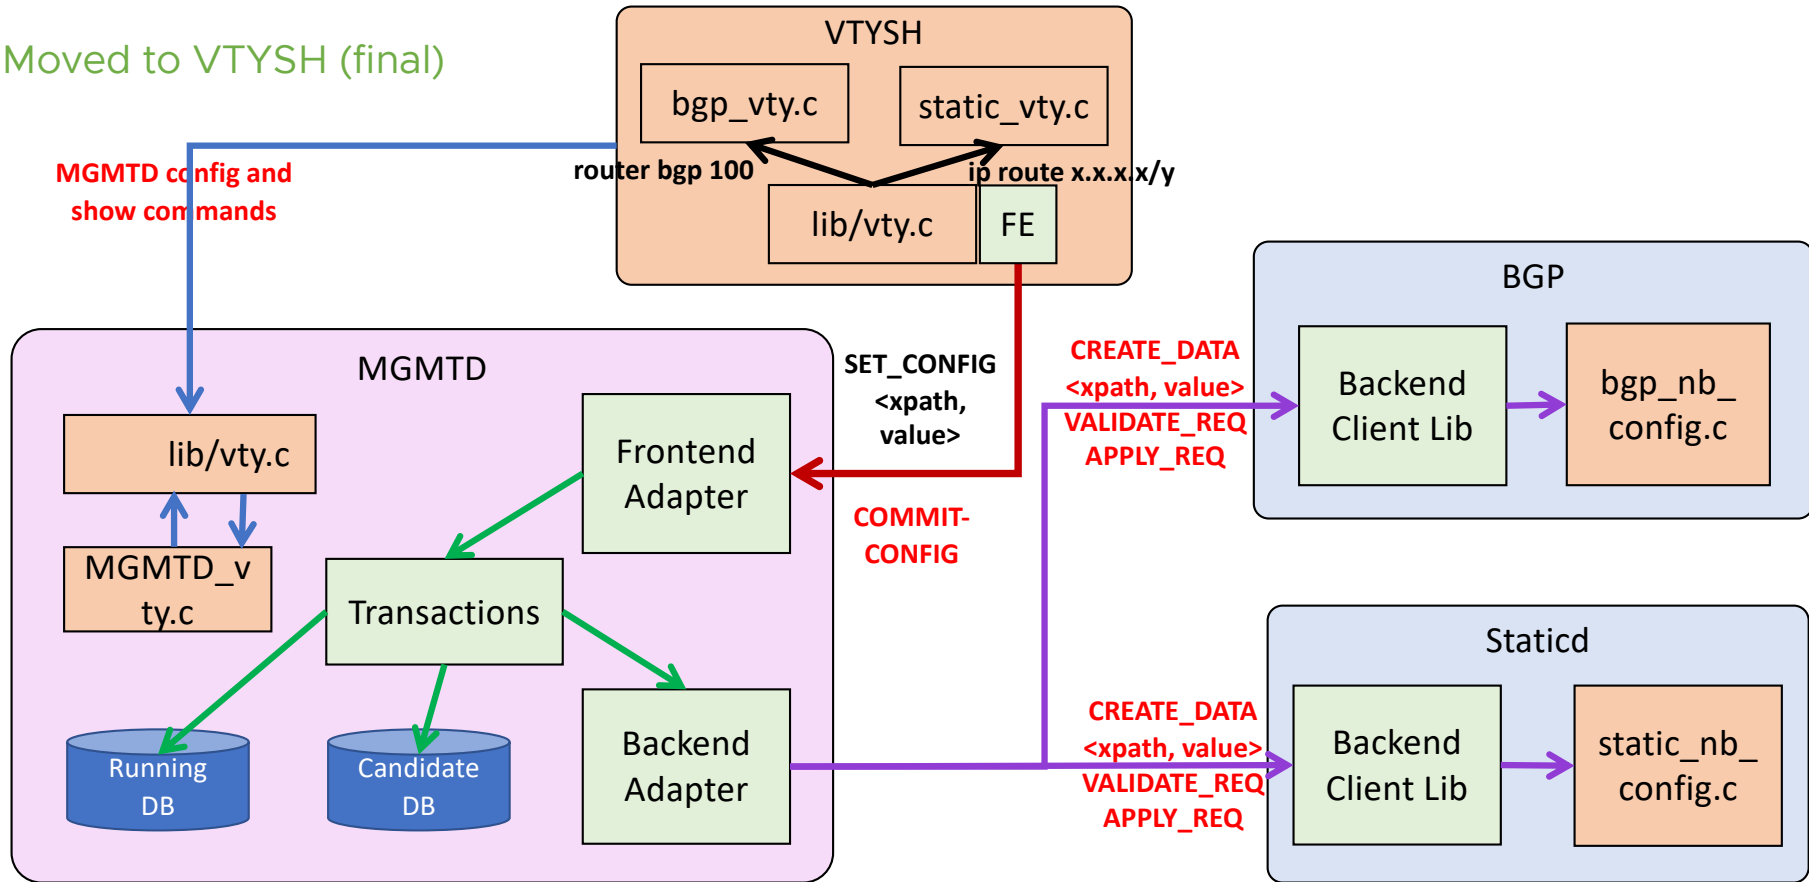 Moved to VTYSH (final)
VTYSH
bgp_vty.c
static_vty.c
router bgp 100
ip route x.x.x.x/y
lib/vty.c
FE
MGMTD config and
show commands
MGMTD
lib/vty.c
MGMTD_v
ty.c
Frontend
Adapter
Transactions
Backend
Adapter
Running
DB
Candidate
DB
SET_CONFIG
<xpath,
value>
COMMIT-
CONFIG
CREATE_DATA
<xpath, value>
VALIDATE_REQ
APPLY_REQ
BGP
Backend
Client Lib
bgp_nb_
config.c
CREATE_DATA
<xpath, value>
VALIDATE_REQ
APPLY_REQ
Staticd
Backend
Client Lib
static_nb_
config.c